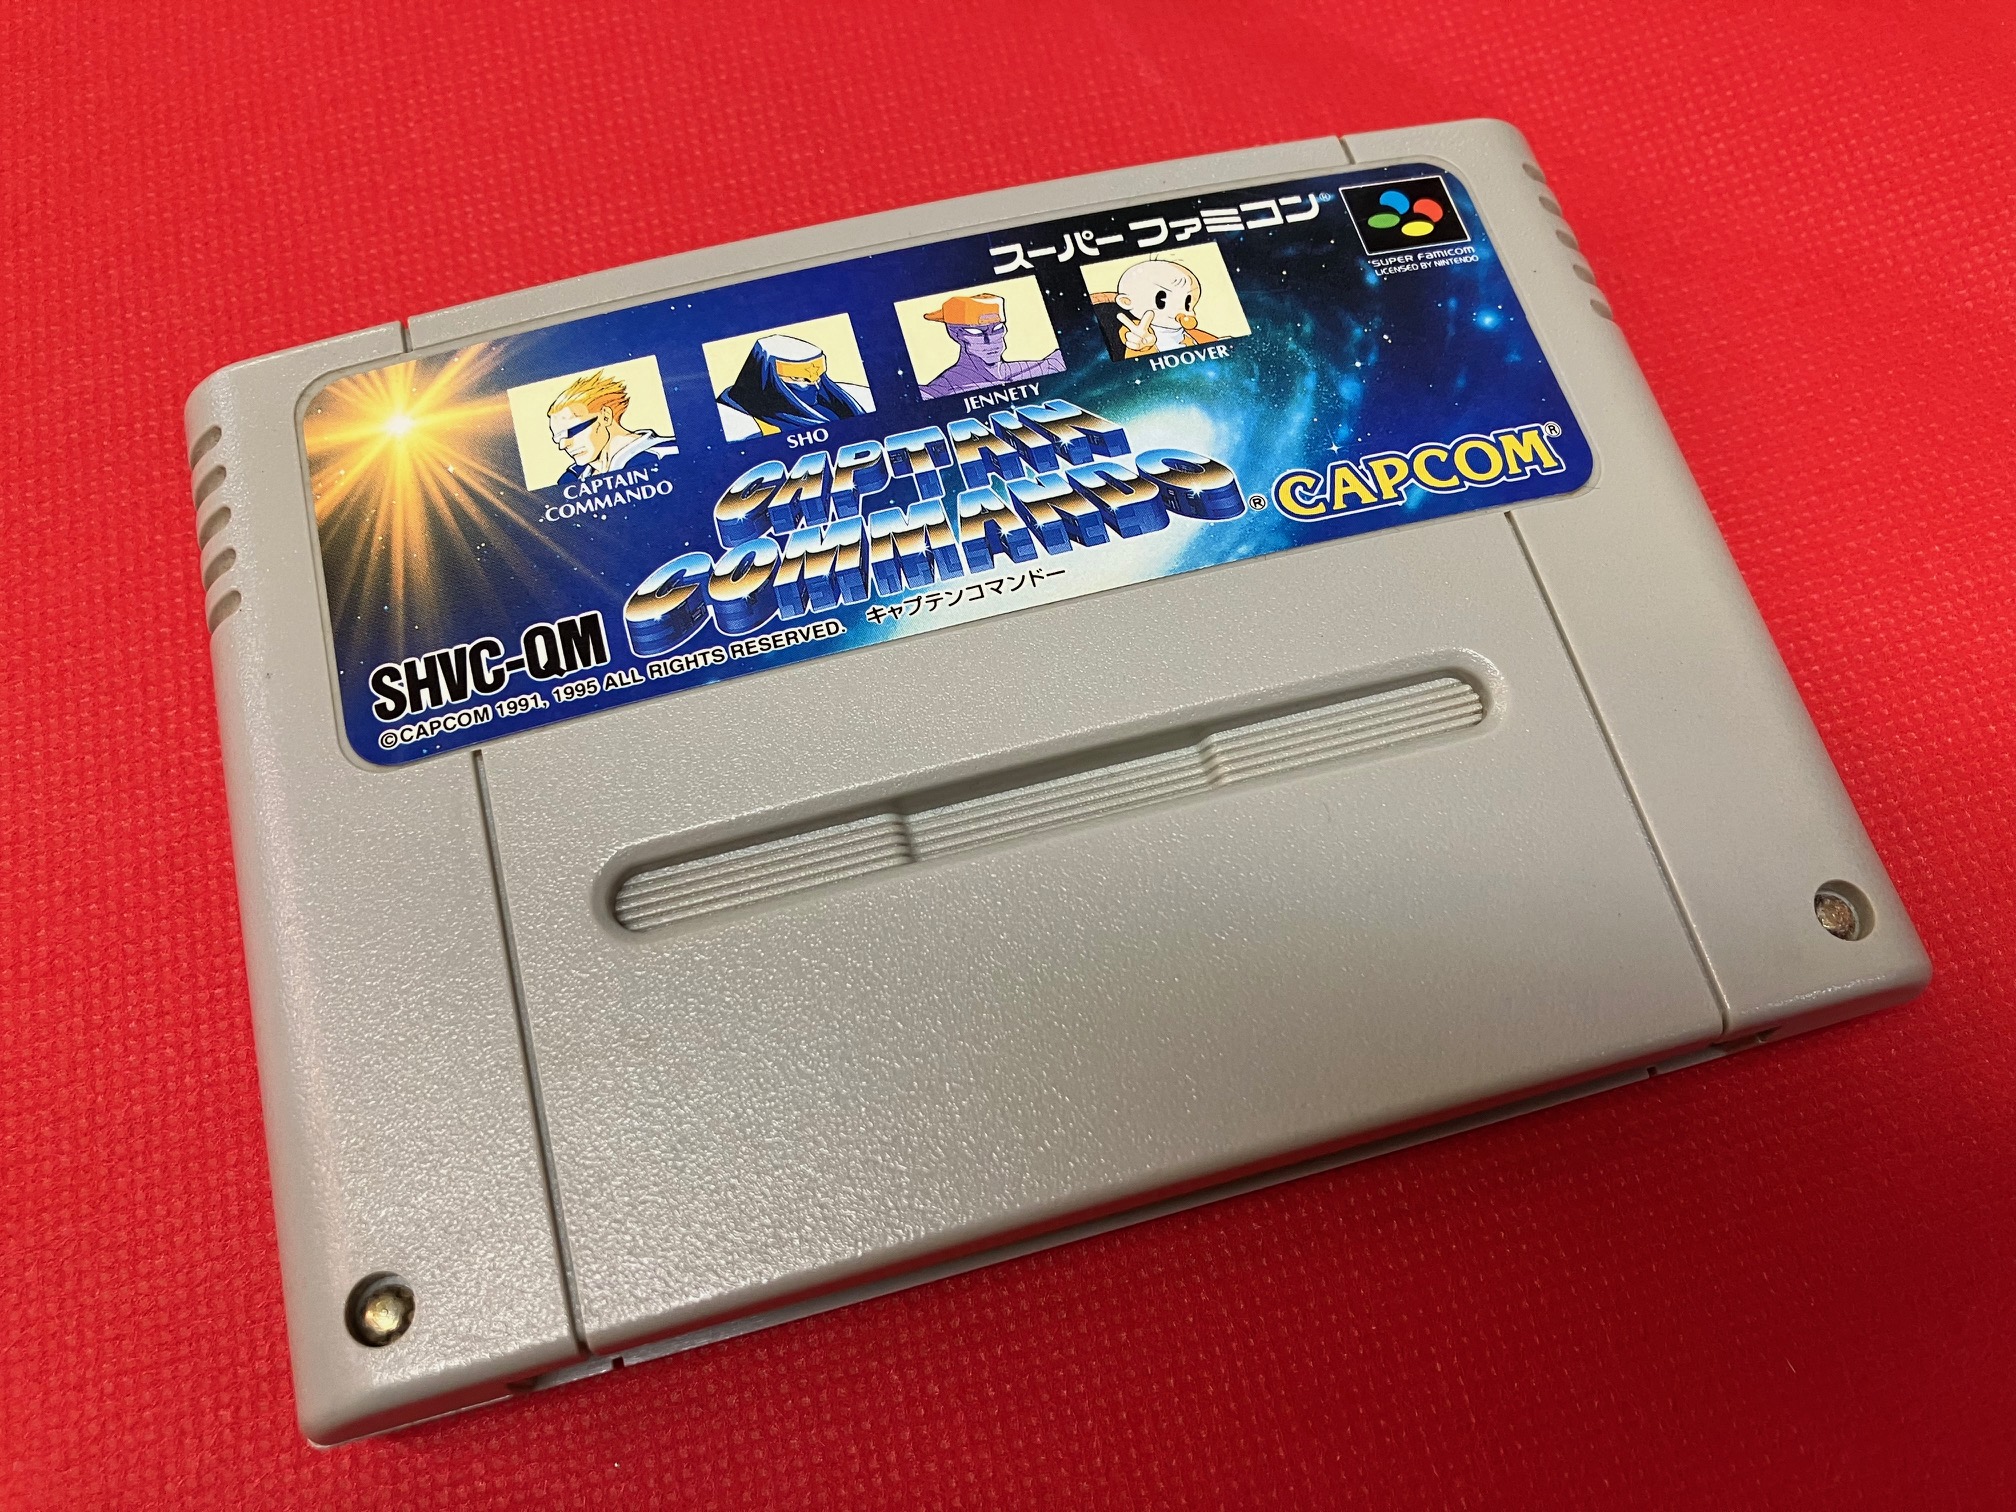 スーパーファミコン®
SUPER FAMICOM
LICENSED BY NINTENDO
CAPTAIN
COMMANDO
SHO
JENNETY
HOOVER
CAPTAIN
COMMANDO®
キャプテンコマンドー
CAPCOM®
SHVC-QM
©CAPCOM 1991, 1995 ALL RIGHTS RESERVED.